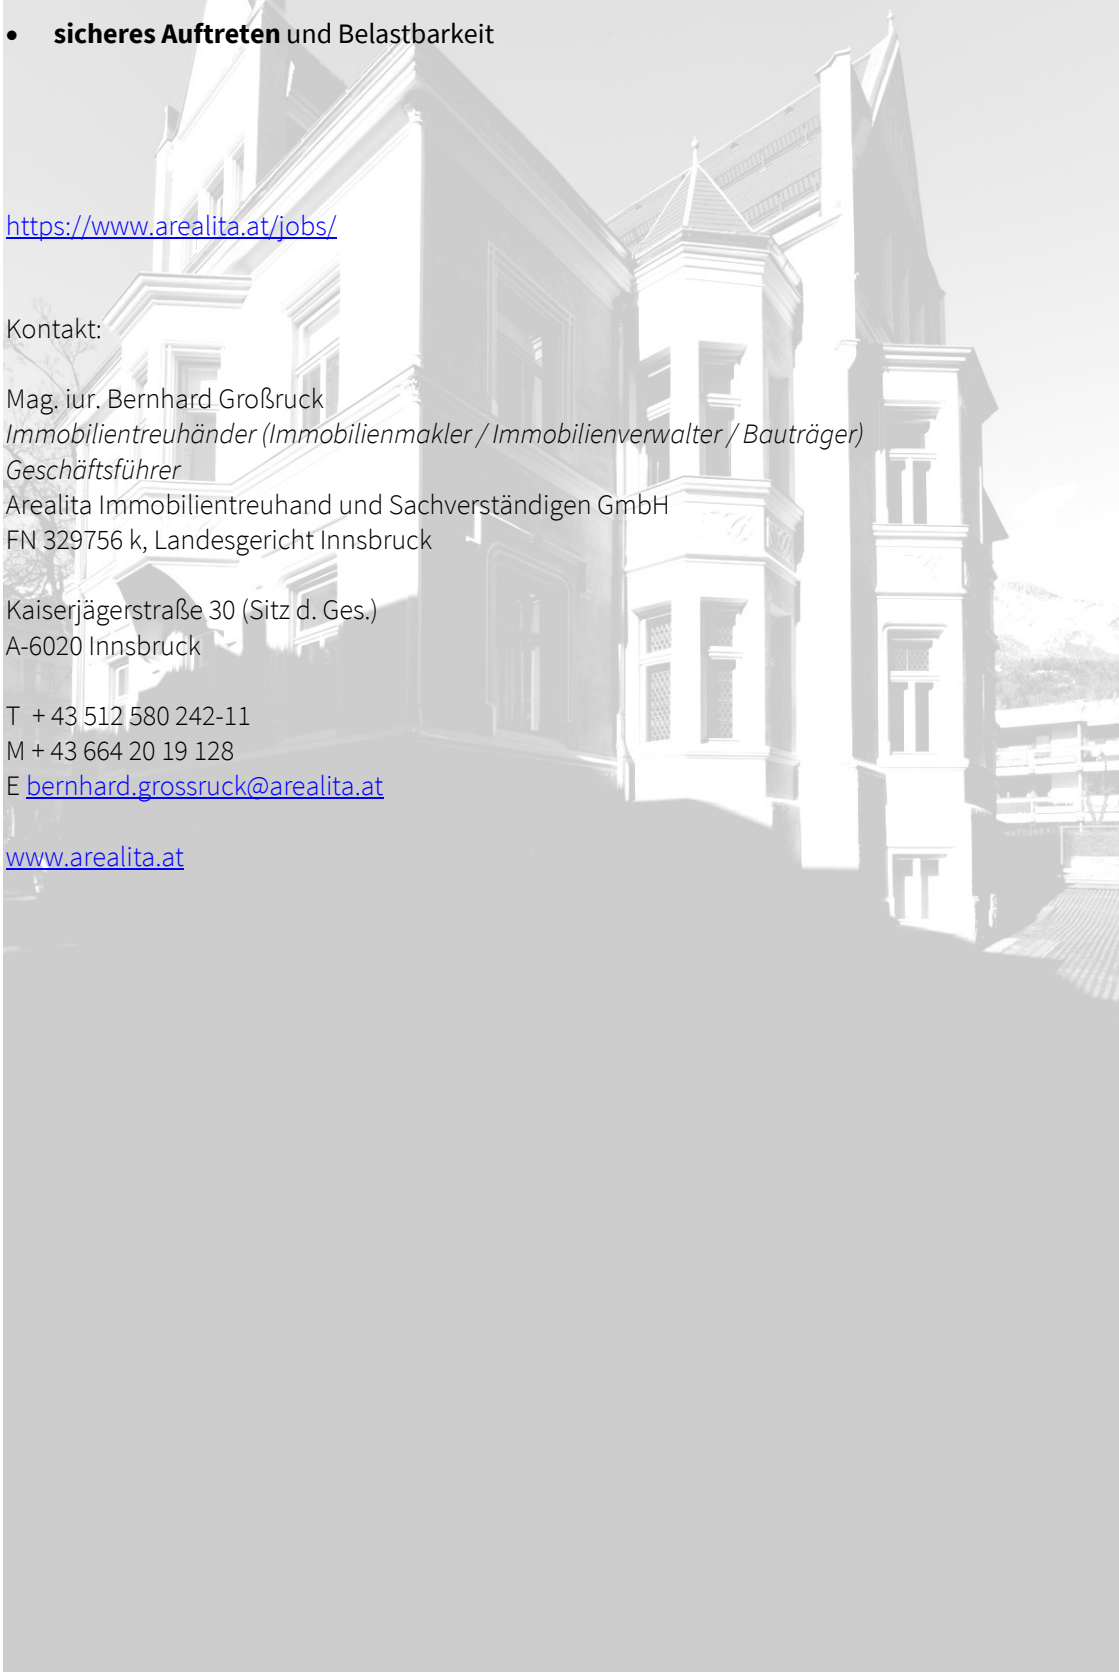 • sicheres Auftreten und Belastbarkeit
https://www.arealita.at/jobs/
Kontakt:
Mag. iur. Bernhard Großruck
Immobilientreuhänder (Immobilienmakler / Immobilienverwalter / Bauträger)
Geschäftsführer
Arealita Immobilientreuhand und Sachverständigen GmbH
FN 329756 k, Landesgericht Innsbruck
Kaiserjägerstraße 30 (Sitz d. Ges.)
A-6020 Innsbruck
T + 43 512 580 242-11
M + 43 664 20 19 128
E bernhard.grossruck@arealita.at
www.arealita.at